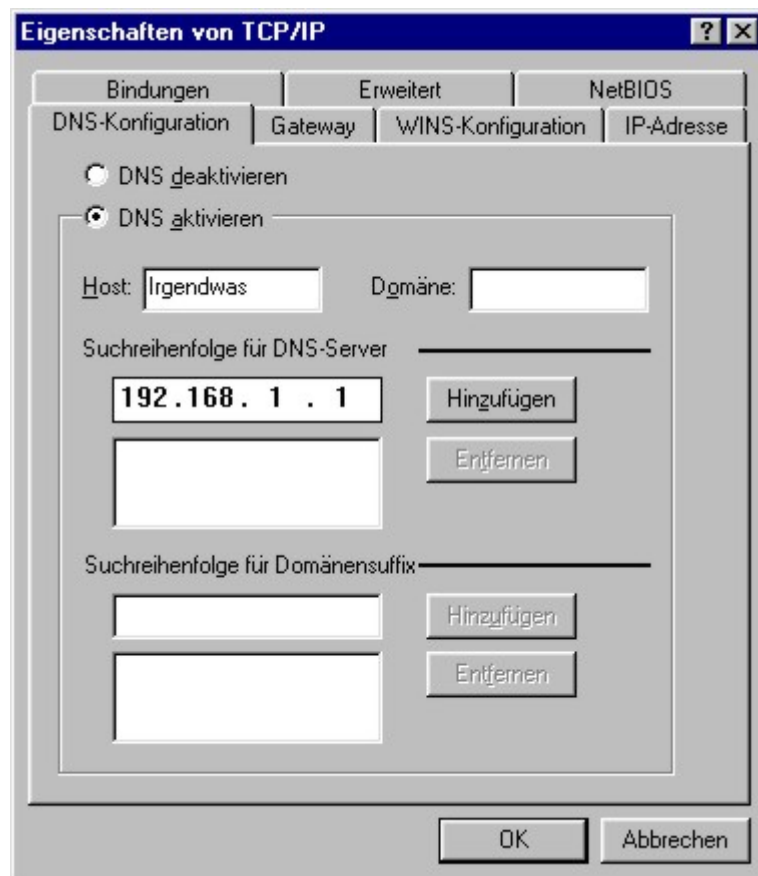 Eigenschaften von TCP/IP
Bindungen Erweitert NetBIOS
DNS-Konfiguration Gateway WINS-Konfiguration IP-Adresse
DNS deaktivieren
DNS aktivieren
Host: Irgendwas Domäne:
Suchreihenfolge für DNS-Server
192.168. 1 . 1 Hinzufügen
Entfernen
Suchreihenfolge für Domänensuffix
Hinzufügen
Entfernen
OK Abbrechen